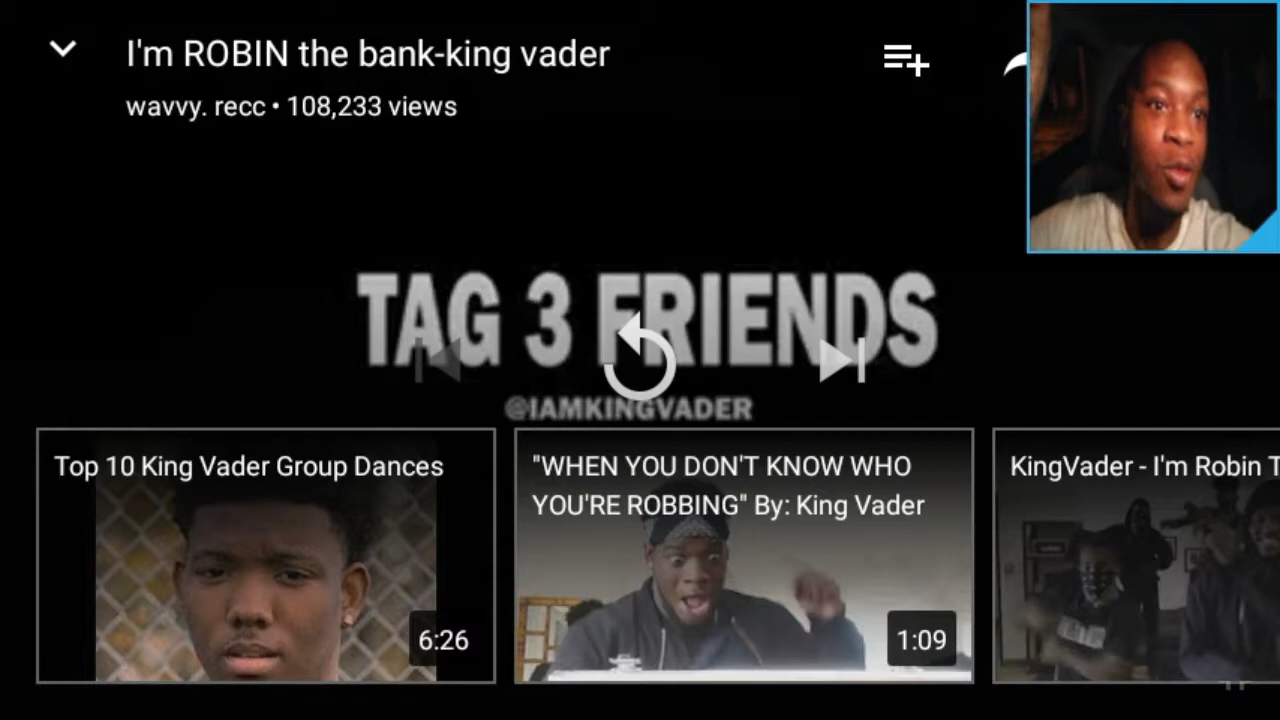 I'm ROBIN the bank-king vader
wavvy. recc • 108,233 views
TAG 3 FRIENDS
@IAMKINGVADER
Top 10 King Vader Group Dances
6:26
"WHEN YOU DON'T KNOW WHO
YOU'RE ROBBING" By: King Vader
1:09
KingVader - I'm Robin T